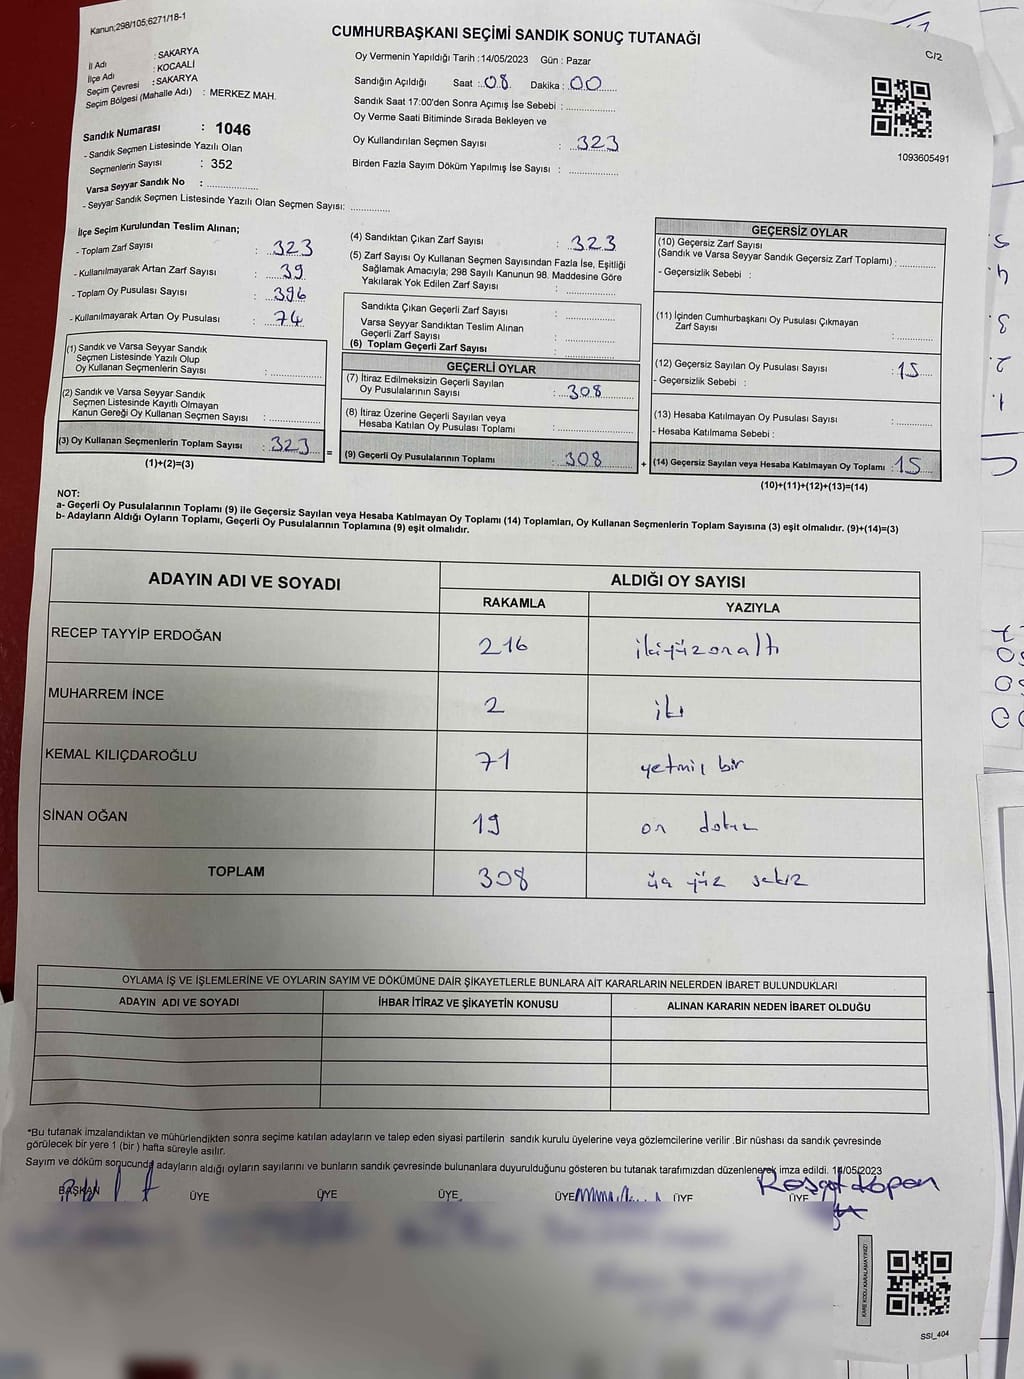 Kanun;298/105;6271/18-1
CUMHURBAŞKANI SEÇİMİ SANDIK SONUÇ TUTANAĞI
C/2
İl Adı : SAKARYA
İlçe Adı : KOCAALİ
Seçim Çevresi : SAKARYA
Seçim Bölgesi (Mahalle Adı) : MERKEZ MAH.
Sandık Numarası : 1046
- Sandık Seçmen Listesinde Yazılı Olan
Seçmenlerin Sayısı : 352
Varsa Seyyar Sandık No : ..................
- Seyyar Sandık Seçmen Listesinde Yazılı Olan Seçmen Sayısı: .............
Oy Vermenin Yapıldığı Tarih :14/05/2023 Gün : Pazar
Sandığın Açıldığı Saat : 08 Dakika : 00
Sandık Saat 17:00'den Sonra Açımış İse Sebebi : ..................
Oy Verme Saati Bitiminde Sırada Bekleyen ve
Oy Kullandırılan Seçmen Sayısı : 323
Birden Fazla Sayım Döküm Yapılmış İse Sayısı : ..................
1093605491
İlçe Seçim Kurulundan Teslim Alınan;
- Toplam Zarf Sayısı : 323
- Kullanılmayarak Artan Zarf Sayısı : 39
- Toplam Oy Pusulası Sayısı : 396
- Kullanılmayarak Artan Oy Pusulası : 74
(1) Sandık ve Varsa Seyyar Sandık
Seçmen Listesinde Yazılı Olup
Oy Kullanan Seçmenlerin Sayısı : ..................
(2) Sandık ve Varsa Seyyar Sandık
Seçmen Listesinde Kayıtlı Olmayan
Kanun Gereği Oy Kullanan Seçmen Sayısı : ..................
(3) Oy Kullanan Seçmenlerin Toplam Sayısı : 323
(1)+(2)=(3)
=
(4) Sandıktan Çıkan Zarf Sayısı : 323
(5) Zarf Sayısı Oy Kullanan Seçmen Sayısından Fazla İse, Eşitliği
Sağlamak Amacıyla; 298 Sayılı Kanunun 98. Maddesine Göre
Yakılarak Yok Edilen Zarf Sayısı : ..................
Sandıkta Çıkan Geçerli Zarf Sayısı : ..................
Varsa Seyyar Sandıktan Teslim Alınan
Geçerli Zarf Sayısı : ..................
(6) Toplam Geçerli Zarf Sayısı : ..................
GEÇERLİ OYLAR
(7) İtiraz Edilmeksizin Geçerli Sayılan
Oy Pusulalarının Sayısı : 308
(8) İtiraz Üzerine Geçerli Sayılan veya
Hesaba Katılan Oy Pusulası Toplamı : ..................
(9) Geçerli Oy Pusulalarının Toplamı : 308
+
GEÇERSİZ OYLAR
(10) Geçersiz Zarf Sayısı
(Sandık ve Varsa Seyyar Sandık Geçersiz Zarf Toplamı) : ...........
- Geçersizlik Sebebi :
(11) İçinden Cumhurbaşkanı Oy Pusulası Çıkmayan
Zarf Sayısı : ...........
(12) Geçersiz Sayılan Oy Pusulası Sayısı : 15
- Geçersizlik Sebebi :
(13) Hesaba Katılmayan Oy Pusulası Sayısı : ...........
- Hesaba Katılmama Sebebi :
(14) Geçersiz Sayılan veya Hesaba Katılmayan Oy Toplamı : 15
(10)+(11)+(12)+(13)=(14)
NOT:
a- Geçerli Oy Pusulalarının Toplamı (9) ile Geçersiz Sayılan veya Hesaba Katılmayan Oy Toplamı (14) Toplamları, Oy Kullanan Seçmenlerin Toplam Sayısına (3) eşit olmalıdır. (9)+(14)=(3)
b- Adayların Aldığı Oyların Toplamı, Geçerli Oy Pusulalarının Toplamına (9) eşit olmalıdır.
ADAYIN ADI VE SOYADI ALDIĞI OY SAYISI
RAKAMLA YAZIYLA
RECEP TAYYİP ERDOĞAN 216 ikiyüzonaltı
MUHARREM İNCE 2 iki
KEMAL KILIÇDAROĞLU 71 yetmiş bir
SİNAN OĞAN 19 on dokuz
TOPLAM 308 üç yüz sekiz
OYLAMA İŞ VE İŞLEMLERİNE VE OYLARIN SAYIM VE DÖKÜMÜNE DAİR ŞİKAYETLERLE BUNLARA AİT KARARLARIN NELERDEN İBARET BULUNDUKLARI
ADAYIN ADI VE SOYADI İHBAR İTİRAZ VE ŞİKAYETİN KONUSU ALINAN KARARIN NEDEN İBARET OLDUĞU
*Bu tutanak imzalandıktan ve mühürlendikten sonra seçime katılan adayların ve talep eden siyasi partilerin sandık kurulu üyelerine veya gözlemcilerine verilir .Bir nüshası da sandık çevresinde
görülecek bir yere 1 (bir ) hafta süreyle asılır.
Sayım ve döküm sonucunda adayların aldığı oyların sayılarını ve bunların sandık çevresinde bulunanlara duyurulduğunu gösteren bu tutanak tarafımızdan düzenlenerek imza edildi. 14/05/2023
BAŞKAN ÜYE ÜYE ÜYE ÜYE ÜYE ÜYE
KARE KODU KARALAMAYINIZ!
SSI_404